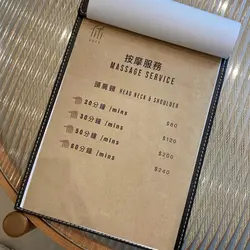 按摩服務
MASSAGE SERVICE
頭肩頸 HEAD NECK & SHOULDER
20分鐘 /mins $80
30分鐘 /mins $120
50分鐘 /mins $200
60分鐘 /mins $240